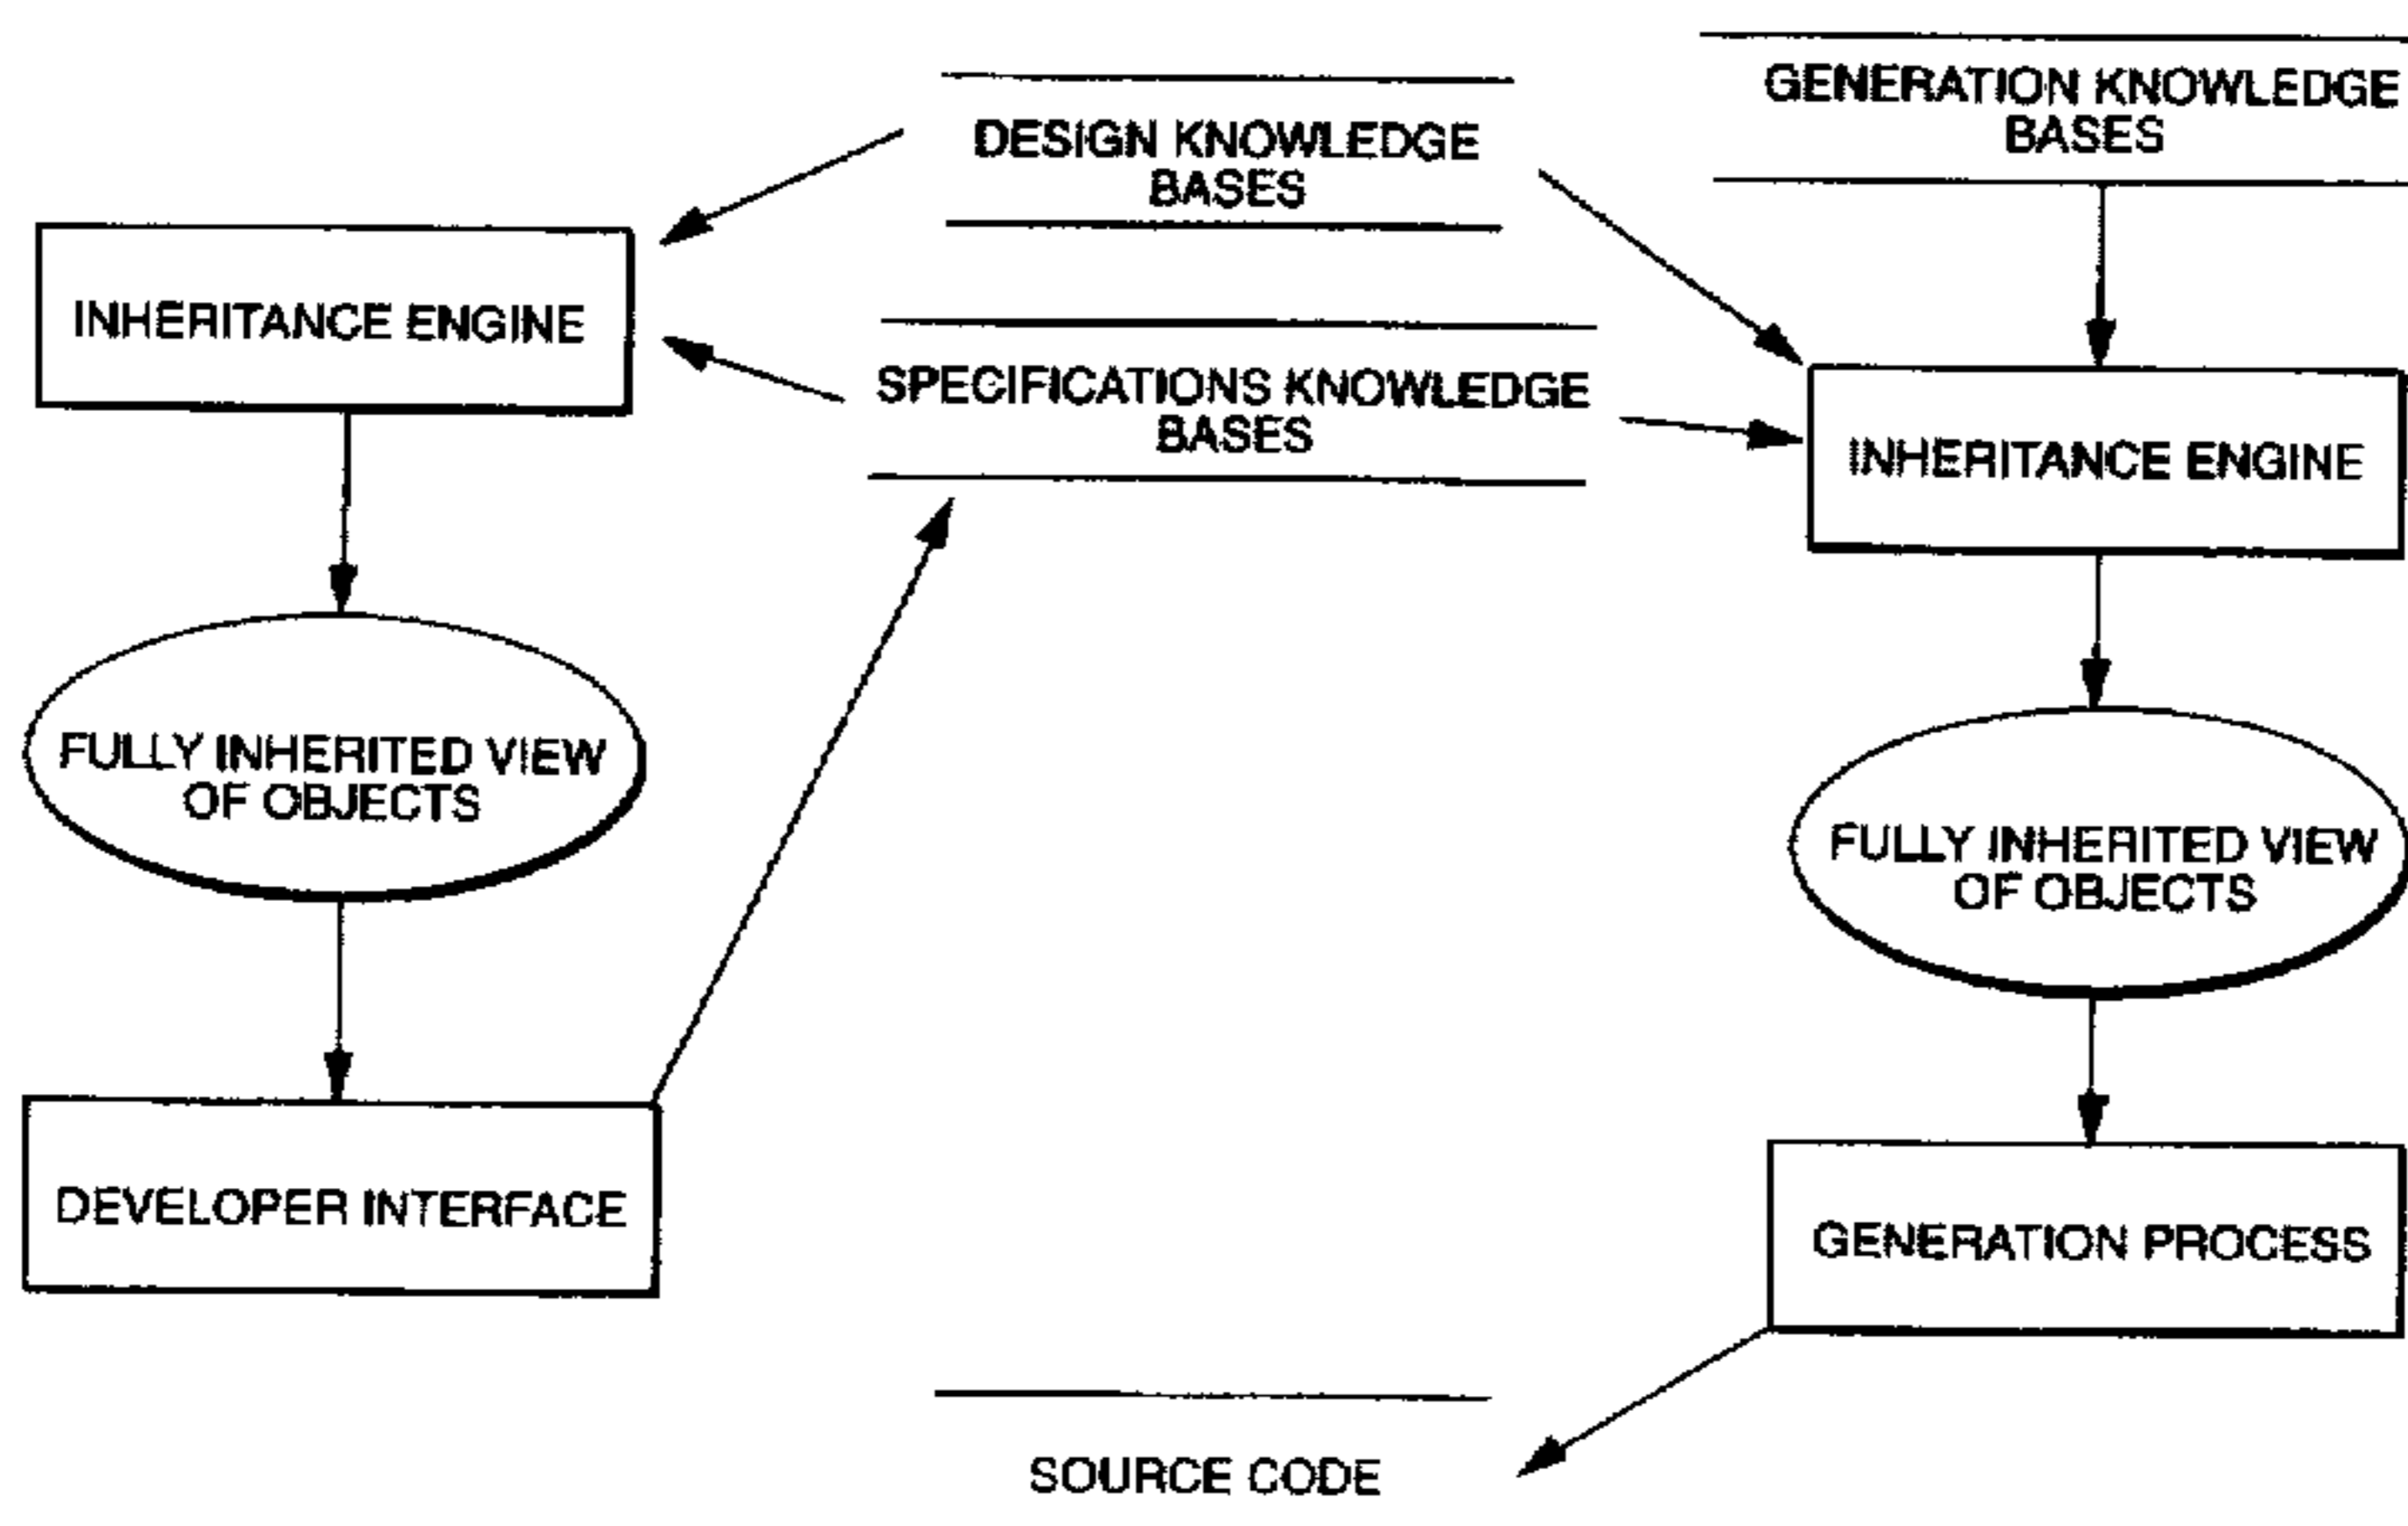 GENERATION KNOWLEDGE
BASES
DESIGN KNOWLEDGE
BASES
INHERITANCE ENGINE
SPECIFICATIONS KNOWLEDGE
BASES
INHERITANCE ENGINE
FULLY INHERITED VIEW
OF OBJECTS
FULLY INHERITED VIEW
OF OBJECTS
DEVELOPER INTERFACE
GENERATION PROCESS
SOURCE CODE